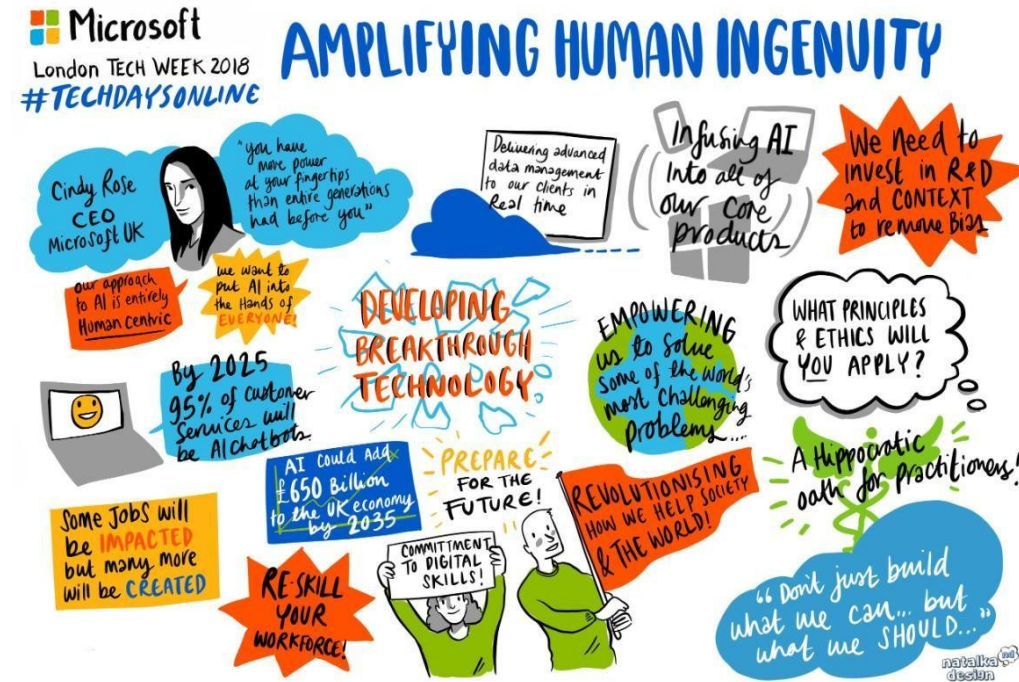 Microsoft
London TECH WEEK 2018
#TECHDAYSONLINE
AMPLIFYING HUMAN INGENUITY
Cindy Rose
CEO
Microsoft UK
"you have
more power
at your fingertips
than entire generations
had before you"
Delivering advanced
data management
to our clients in
Real time
Infusing AI
Into all of
our core
products
We Need to
invest in R&D
and CONTEXT
to remove Bias
our approach
to AI is entirely
Human Centric
we want to
put AI into
the Hands of
EVERYONE!
DEVELOPING
BREAKTHROUGH
TECHNOLOGY
EMPOWERING
us to solve
some of the world's
most challenging
problems....
WHAT PRINCIPLES
& ETHICS WILL
YOU APPLY?
By 2025
95% of customer
services will
be AI chatbots
AI could Add
£650 Billion
to the UK economy
by 2035
PREPARE
FOR THE
FUTURE!
REVOLUTIONISING
HOW WE HELP SOCIETY
& THE WORLD!
A Hippocratic
oath for Practitioners!
Some Jobs will
be IMPACTED
but many more
will be CREATED
RE-SKILL
YOUR
WORKFORCE!
COMMITTMENT
TO DIGITAL
SKILLS!
"Don't just build
what we can... but
what we SHOULD..."
natalka
design
nd